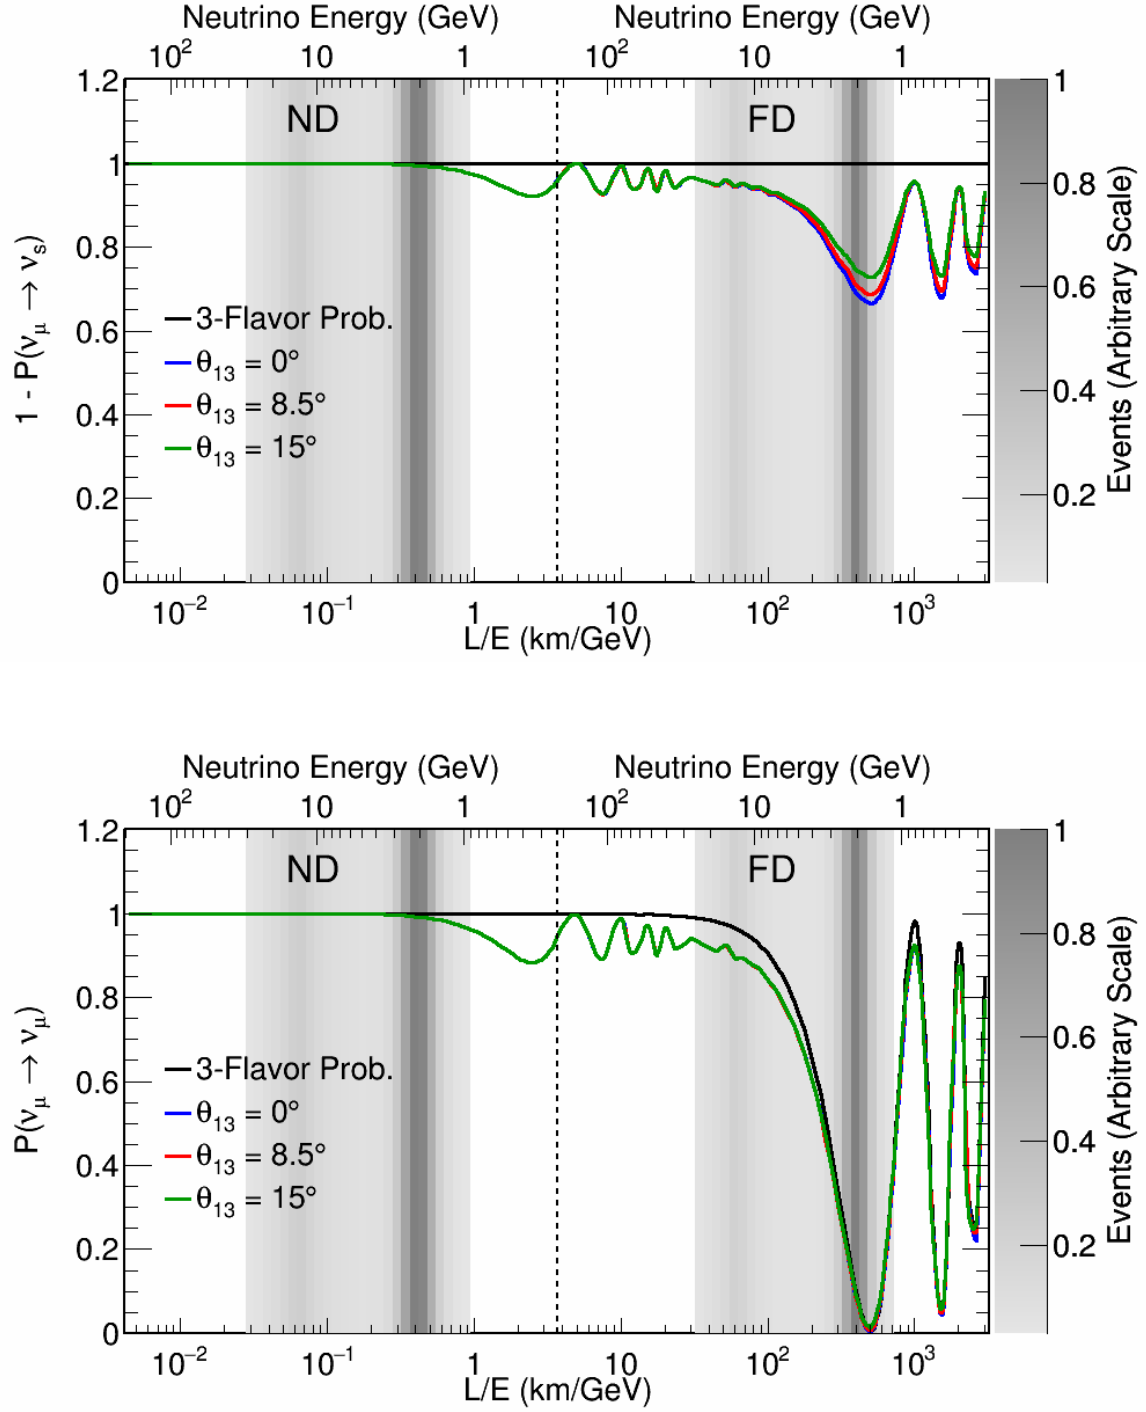 Neutrino Energy (GeV) Neutrino Energy (GeV)
10² 10 1 10² 10 1
1.2
1
0.8
0.6
0.4
0.2
0
1 - P(νμ → νs)
ND
FD
3-Flavor Prob.
θ13 = 0°
θ13 = 8.5°
θ13 = 15°
10⁻² 10⁻¹ 1 10 10² 10³
L/E (km/GeV)
1
0.8
0.6
0.4
0.2
Events (Arbitrary Scale)
Neutrino Energy (GeV) Neutrino Energy (GeV)
10² 10 1 10² 10 1
1.2
1
0.8
0.6
0.4
0.2
0
P(νμ → νμ)
ND
FD
3-Flavor Prob.
θ13 = 0°
θ13 = 8.5°
θ13 = 15°
10⁻² 10⁻¹ 1 10 10² 10³
L/E (km/GeV)
1
0.8
0.6
0.4
0.2
Events (Arbitrary Scale)